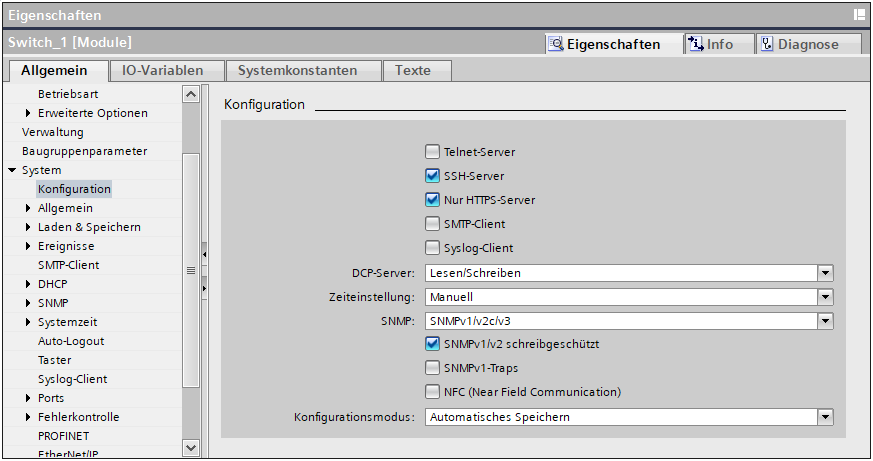 Eigenschaften
Switch_1 [Module]
Eigenschaften
Info
Diagnose
Allgemein
IO-Variablen
Systemkonstanten
Texte
Betriebsart
Erweiterte Optionen
Verwaltung
Baugruppenparameter
System
Konfiguration
Allgemein
Laden & Speichern
Ereignisse
SMTP-Client
DHCP
SNMP
Systemzeit
Auto-Logout
Taster
Syslog-Client
Ports
Fehlerkontrolle
PROFINET
EtherNet/IP
Konfiguration
Telnet-Server
SSH-Server
Nur HTTPS-Server
SMTP-Client
Syslog-Client
DCP-Server: Lesen/Schreiben
Zeiteinstellung: Manuell
SNMP: SNMPv1/v2c/v3
SNMPv1/v2 schreibgeschützt
SNMPv1-Traps
NFC (Near Field Communication)
Konfigurationsmodus: Automatisches Speichern